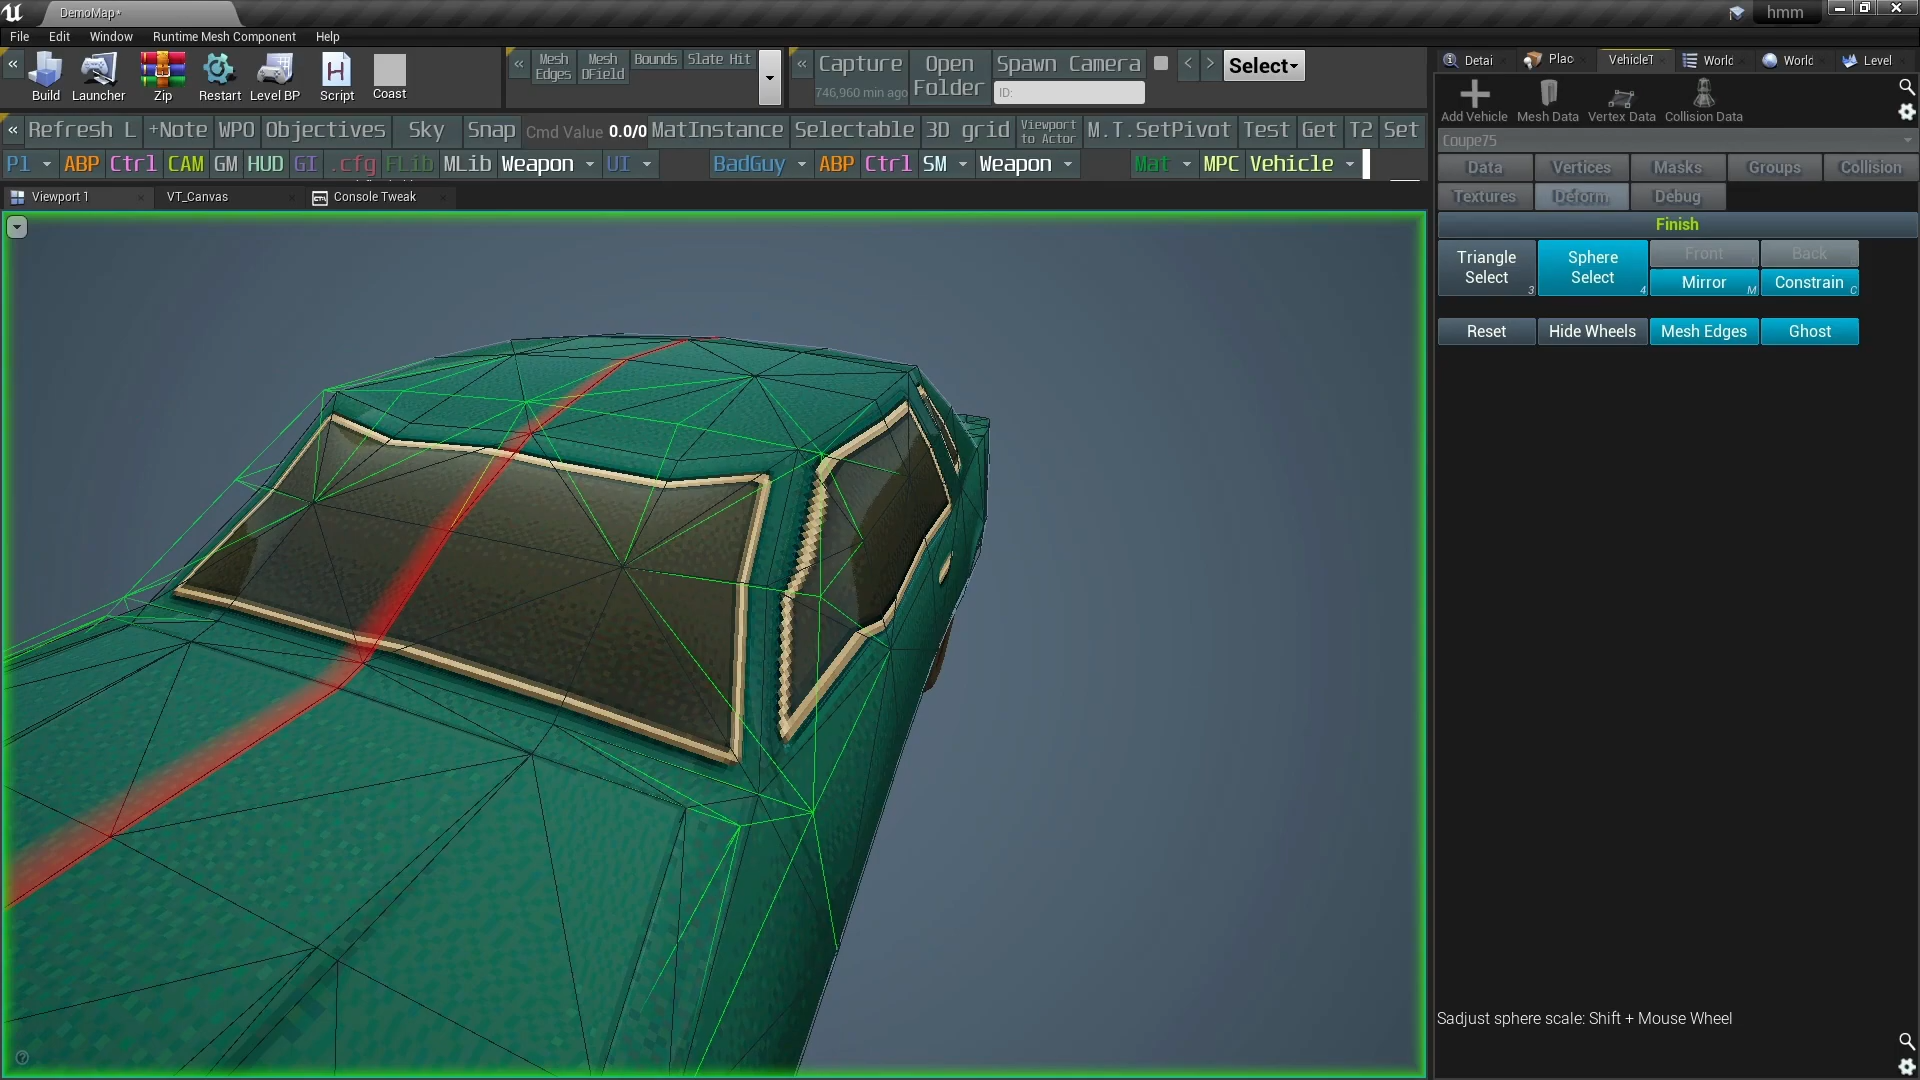 DemoMap*
hmm
File Edit Window Runtime Mesh Component Help
Build Launcher Zip Restart Level BP Script Coast
Mesh Edges Mesh DField Bounds Slate Hit
Capture 746,960 min ago Open Folder Spawn Camera ID: < > Select
Refresh L +Note WPO Objectives Sky Snap Cmd Value 0.0/0 MatInstance Selectable 3D grid Viewport to Actor M.T.SetPivot Test Get T2 Set
Pl ABP Ctrl CAM GM HUD GI .cfg FLib MLib Weapon UI BadGuy ABP Ctrl SM Weapon Mat MPC Vehicle
Viewport 1 VT_Canvas Console Tweak
Detai Plac VehicleT World World Level
Add Vehicle Mesh Data Vertex Data Collision Data
Coupe75
Data Vertices Masks Groups Collision
Textures Deform Debug
Finish
Triangle Select 3 Sphere Select 4 Front Back
Mirror M Constrain C
Reset Hide Wheels Mesh Edges Ghost
Sadjust sphere scale: Shift + Mouse Wheel